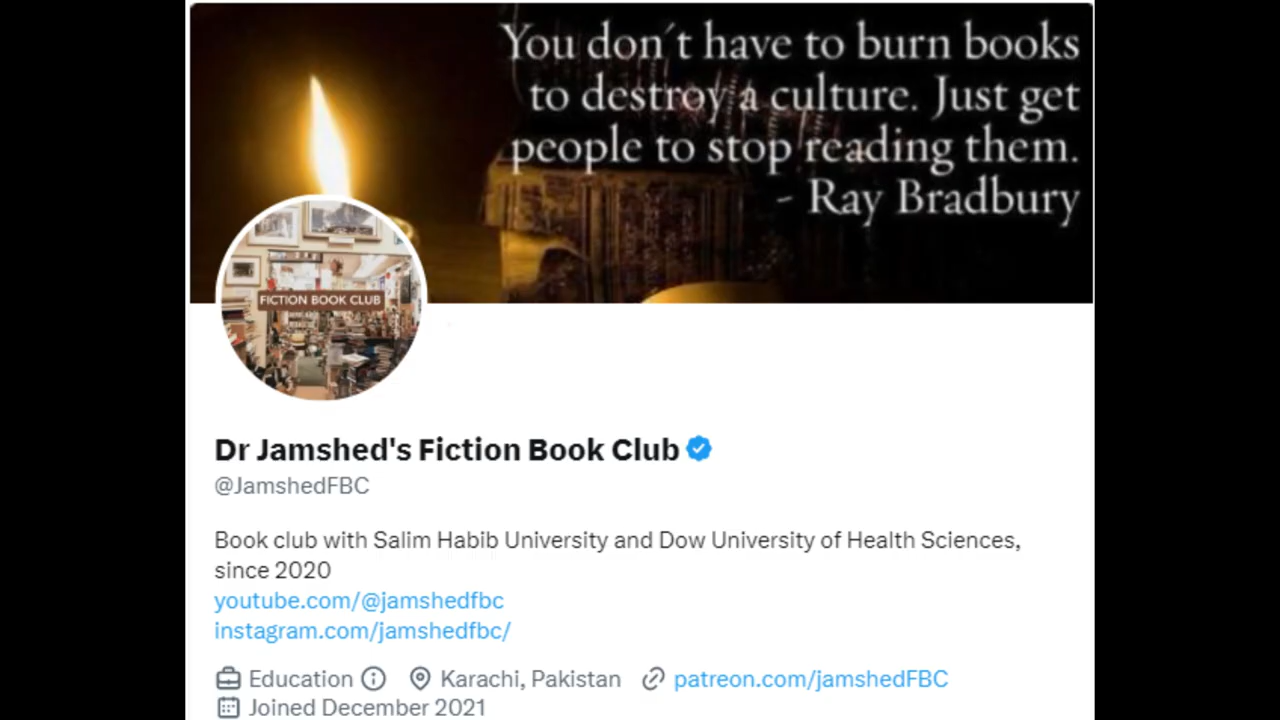 You don´t have to burn books
to destroy a culture. Just get
people to stop reading them.
- Ray Bradbury
FICTION BOOK CLUB
Dr Jamshed's Fiction Book Club
@JamshedFBC
Book club with Salim Habib University and Dow University of Health Sciences,
since 2020
youtube.com/@jamshedfbc
instagram.com/jamshedfbc/
Education Karachi, Pakistan patreon.com/jamshedFBC
Joined December 2021